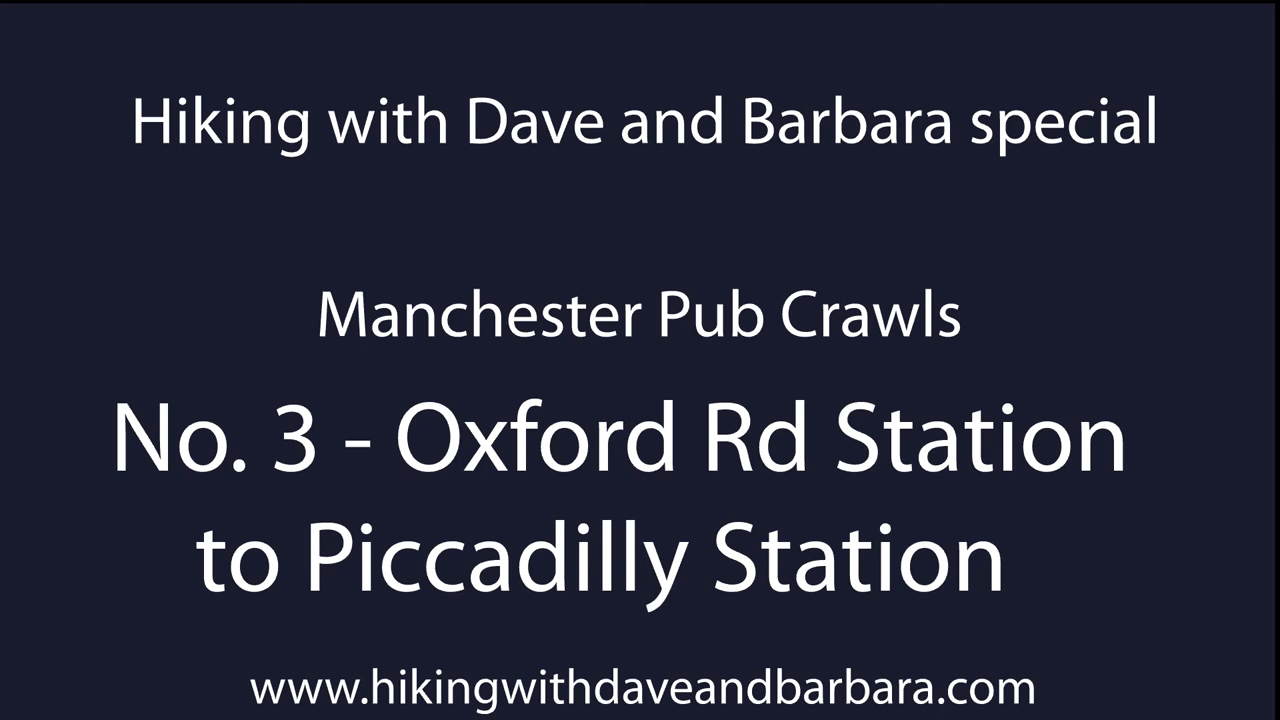 Hiking with Dave and Barbara special
Manchester Pub Crawls
No. 3 - Oxford Rd Station
to Piccadilly Station
www.hikingwithdaveandbarbara.com